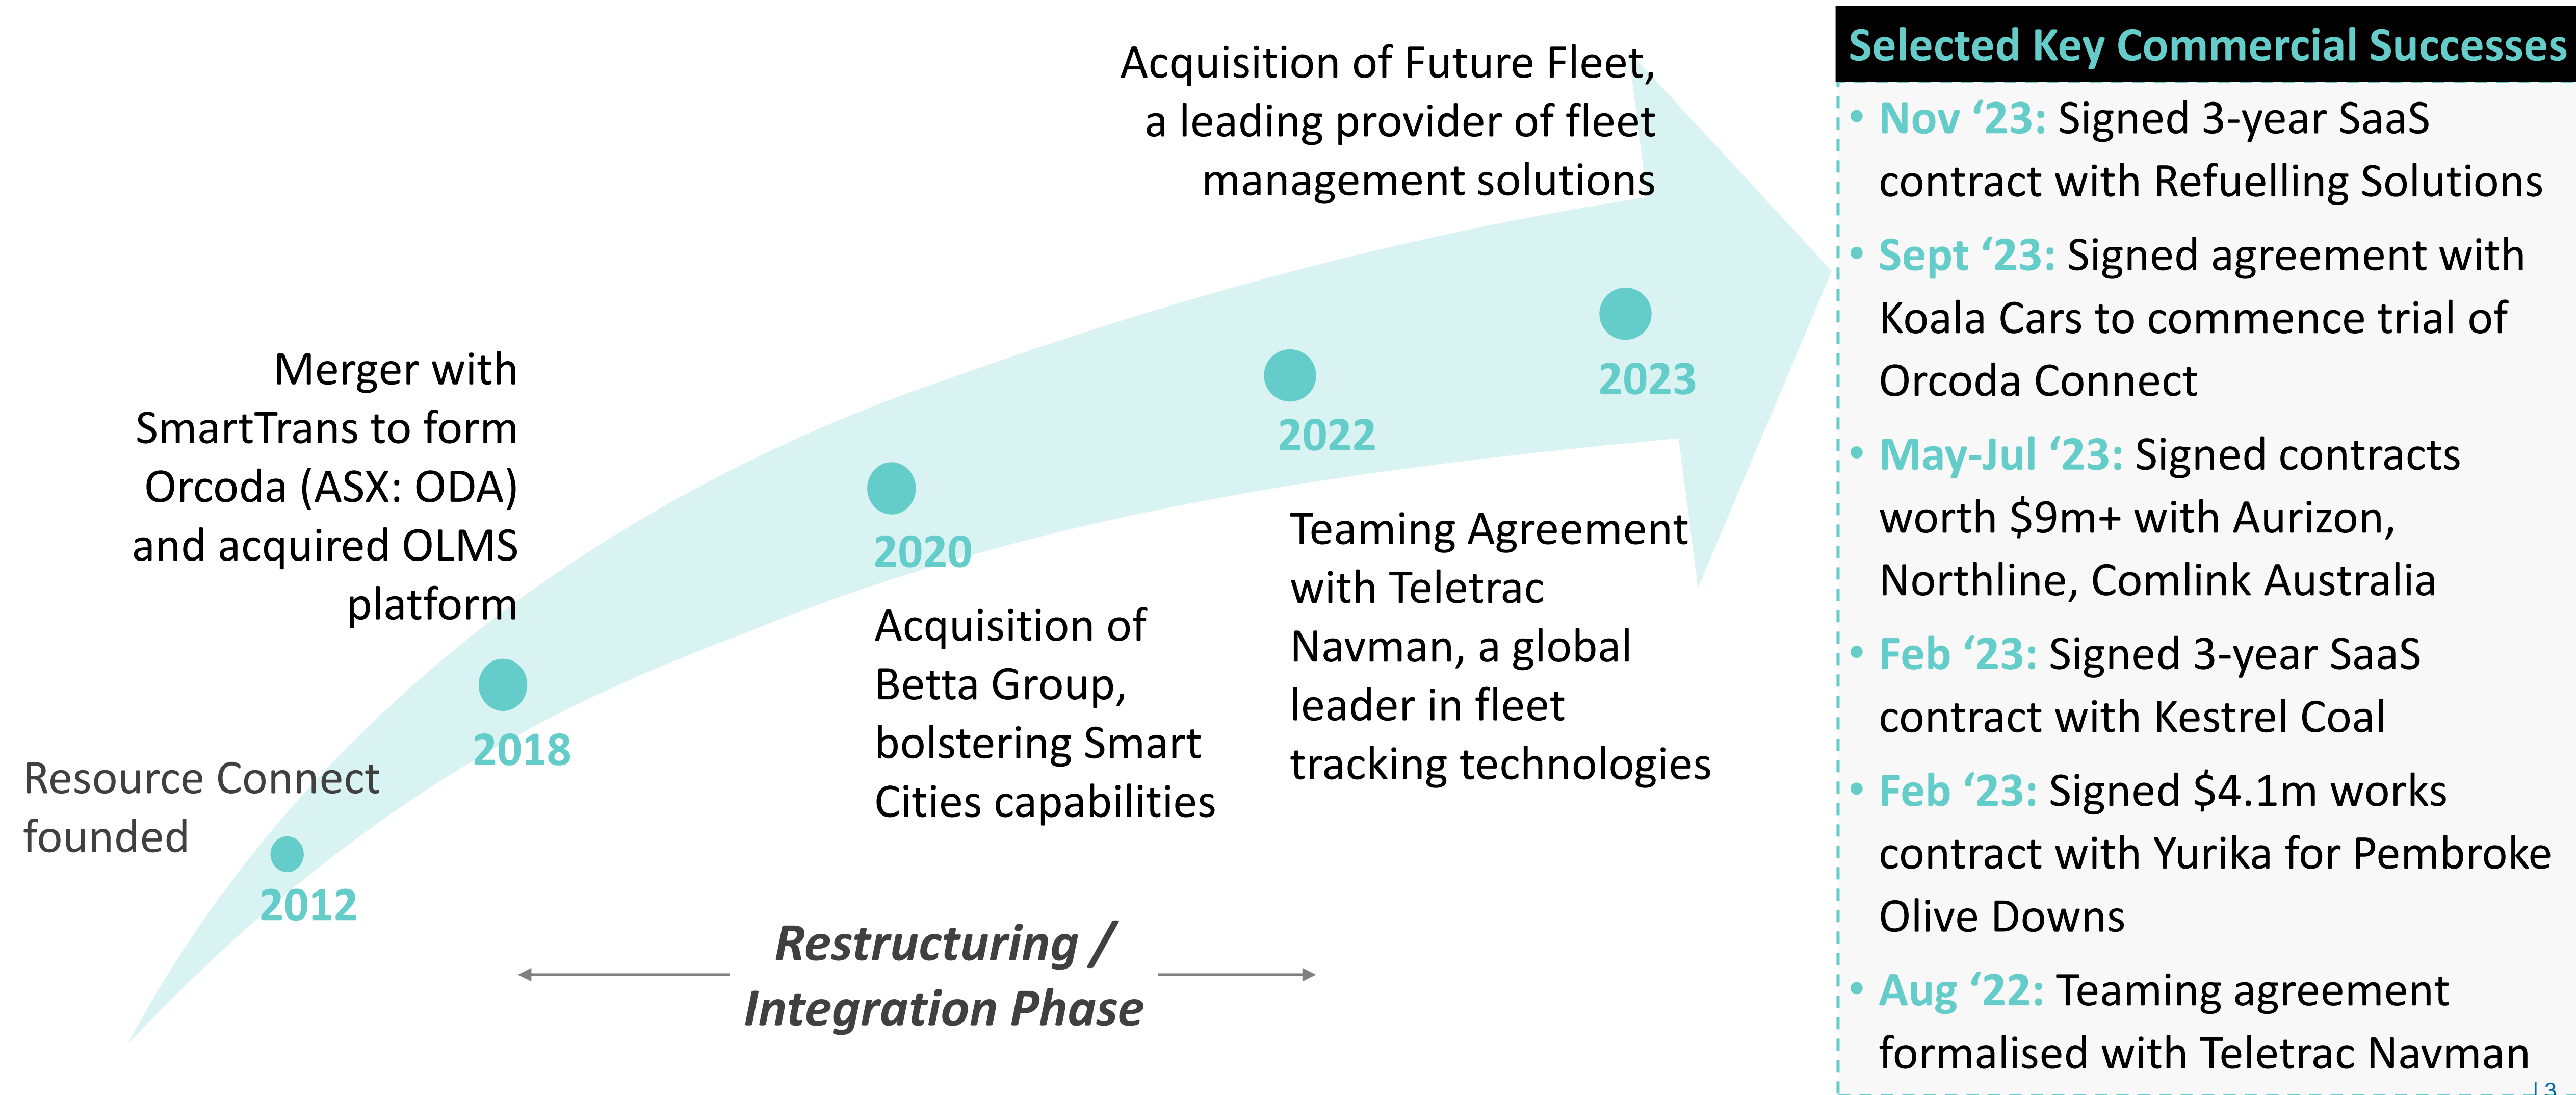 Acquisition of Future Fleet,
a leading provider of fleet
management solutions
2023
2022
Teaming Agreement
with Teletrac
Navman, a global
leader in fleet
tracking technologies
Merger with
SmartTrans to form
Orcoda (ASX: ODA)
and acquired OLMS
platform
2018
2020
Acquisition of
Betta Group,
bolstering Smart
Cities capabilities
Resource Connect
founded
2012
Restructuring /
Integration Phase
Selected Key Commercial Successes
• Nov ‘23: Signed 3-year SaaS
contract with Refuelling Solutions
• Sept ‘23: Signed agreement with
Koala Cars to commence trial of
Orcoda Connect
• May-Jul ‘23: Signed contracts
worth $9m+ with Aurizon,
Northline, Comlink Australia
• Feb ‘23: Signed 3-year SaaS
contract with Kestrel Coal
• Feb ‘23: Signed $4.1m works
contract with Yurika for Pembroke
Olive Downs
• Aug ‘22: Teaming agreement
formalised with Teletrac Navman
| 3